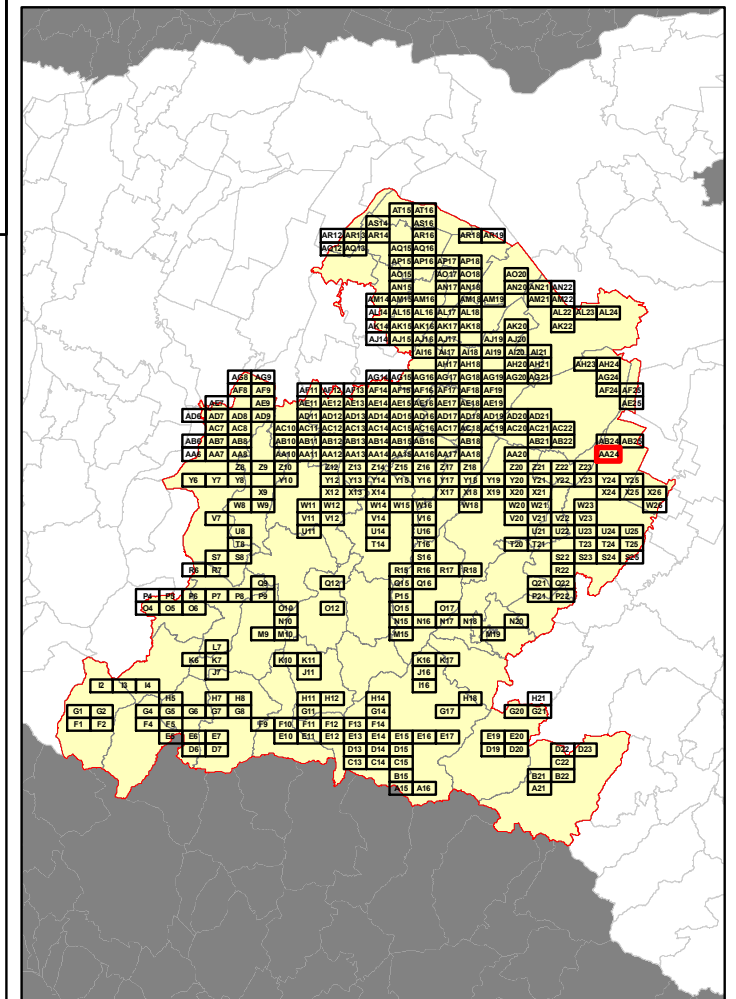 AT15 AT16
AS14 AS16
AR12 AR13 AR14 AR16 AR18 AR19
AQ12 AQ13 AQ15 AQ16
AP15 AP16 AP17 AP18
AO15 AO17 AO18 AO20
AN15 AN17 AN18 AN20 AN21 AN22
AM14 AM15 AM16 AM18 AM19 AM21 AM22
AL14 AL15 AL16 AL17 AL18 AL22 AL23 AL24
AK14 AK15 AK16 AK17 AK18 AK20 AK22
AJ14 AJ15 AJ16 AJ17 AJ19 AJ20
AI16 AI17 AI18 AI19 AI20 AI21
AH17 AH18 AH20 AH21 AH23 AH24
AG8 AG9 AG14 AG15 AG16 AG17 AG18 AG19 AG20 AG21 AG24
AF8 AF9 AF11 AF12 AF13 AF14 AF15 AF16 AF17 AF18 AF19 AF24 AF25
AE7 AE9 AE11 AE12 AE13 AE14 AE15 AE16 AE17 AE18 AE19 AE25
AD6 AD7 AD8 AD9 AD11 AD12 AD13 AD14 AD15 AD16 AD17 AD18 AD19 AD20 AD21
AC7 AC8 AC10 AC11 AC12 AC13 AC14 AC15 AC16 AC17 AC18 AC19 AC20 AC21 AC22
AB6 AB7 AB8 AB10 AB11 AB12 AB13 AB14 AB15 AB16 AB18 AB21 AB22 AB24 AB25
AA6 AA7 AA8 AA10 AA11 AA12 AA13 AA14 AA15 AA16 AA17 AA18 AA20 AA24
Z8 Z9 Z10 Z12 Z13 Z14 Z15 Z16 Z17 Z18 Z20 Z21 Z22 Z23
Y6 Y7 Y8 Y10 Y12 Y13 Y14 Y15 Y16 Y17 Y18 Y19 Y20 Y21 Y22 Y23 Y24 Y25
X9 X12 X13 X14 X17 X18 X19 X20 X21 X24 X25 X26
W8 W9 W11 W12 W14 W15 W16 W18 W20 W21 W23 W26
V7 V11 V12 V14 V16 V20 V21 V22 V23
U8 U11 U14 U16 U21 U22 U23 U24 U25
T8 T14 T16 T20 T21 T23 T24 T25
S7 S8 S16 S22 S23 S24 S25
R6 R7 R15 R16 R17 R18 R22
Q9 Q12 Q15 Q16 Q21 Q22
P4 P5 P6 P7 P8 P9 P15 P21 P22
O4 O5 O6 O10 O12 O15 O17
N10 N15 N16 N17 N18 N20
M9 M10 M15 M19
L7
K6 K7 K10 K11 K16 K17
J7 J11 J16
I2 I3 I4 I16
H5 H7 H8 H11 H12 H14 H18 H21
G1 G2 G4 G5 G6 G7 G8 G11 G14 G17 G20 G21
F1 F2 F4 F5 F9 F10 F11 F12 F13 F14
E5 E6 E7 E10 E11 E12 E13 E14 E15 E16 E17 E19 E20
D6 D7 D13 D14 D15 D19 D20 D22 D23
C13 C14 C15 C22
B15 B21 B22
A15 A16 A21